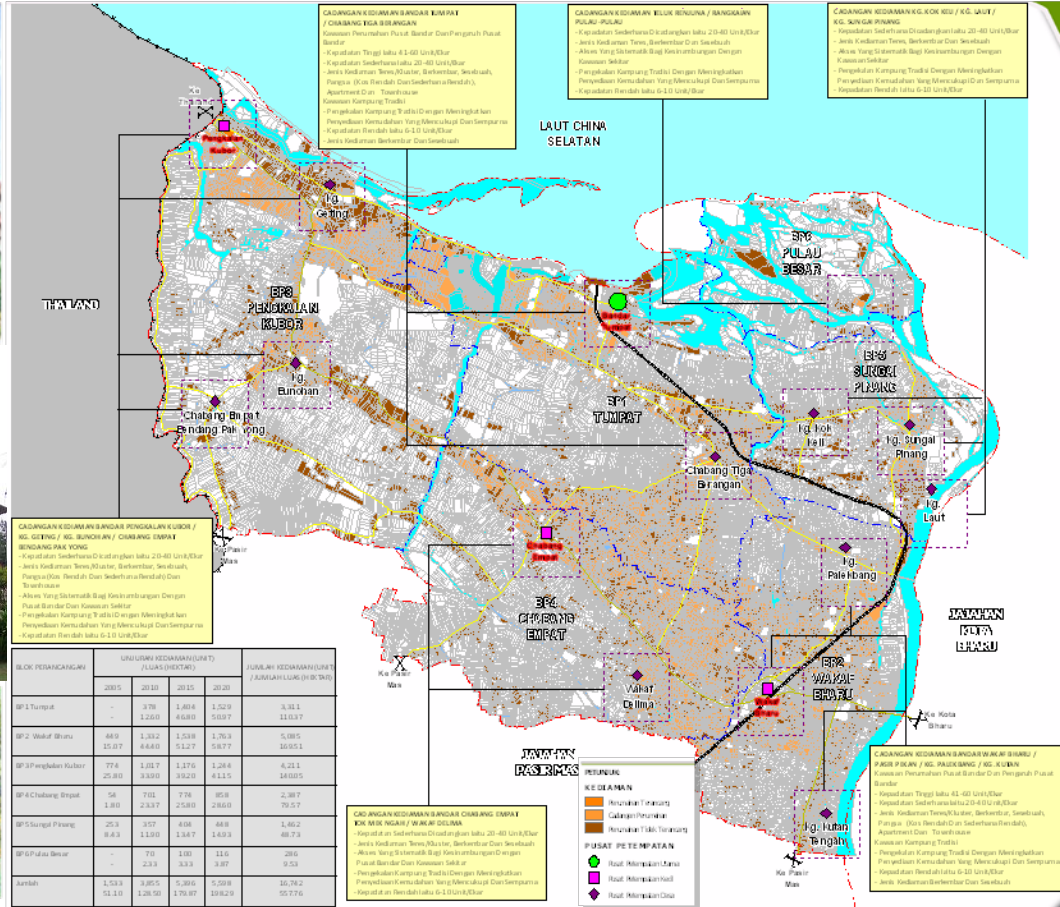 CADANGAN KEDIAMAN BANDAR TUMPAT
/ CHABANG TIGA BERANGAN
Kawasan Perumahan Pusat Bandar Dan Pengaruh Pusat
Bandar
- Kepadatan Tinggi Iaitu 41-60 Unit/Ekar
- Kepadatan Sederhana Iaitu 20-40 Unit/Ekar
- Jenis Kediaman Teres/Kluster, Berkembar, Sesebuah,
Pangsa (Kos Rendah Dan Sederhana Rendah),
Apartment Dan Townhouse
Kawasan Kampung Tradisi
- Pengekalan Kampung Tradisi Dengan Meningkatkan
Penyediaan Kemudahan Yang Mencukupi Dan Sempurna
- Kepadatan Rendah Iaitu 6-10 Unit/Ekar
- Jenis Kediaman Berkembar Dan Sesebuah
CADANGAN KEDIAMAN TELUK RENJUNA / RANGKAIAN
PULAU-PULAU
- Kepadatan Sederhana Dicadangkan Iaitu 20-40 Unit/Ekar
- Jenis Kediaman Teres, Berkembar Dan Sesebuah
- Akses Yang Sistematik Bagi Kesinambungan Dengan
Kawasan Sekitar
- Pengekalan Kampung Tradisi Dengan Meningkatkan
Penyediaan Kemudahan Yang Mencukupi Dan Sempurna
- Kepadatan Rendah Iaitu 6-10 Unit/Ekar
CADANGAN KEDIAMAN KG. KOK KELI / KG. LAUT /
KG. SUNGAI PINANG
- Kepadatan Sederhana Dicadangkan Iaitu 20-40 Unit/Ekar
- Jenis Kediaman Teres, Berkembar Dan Sesebuah
- Akses Yang Sistematik Bagi Kesinambungan Dengan
Kawasan Sekitar
- Pengekalan Kampung Tradisi Dengan Meningkatkan
Penyediaan Kemudahan Yang Mencukupi Dan Sempurna
- Kepadatan Rendah Iaitu 6-10 Unit/Ekar
LAUT CHINA
SELATAN
Ke
Pengkalan
Kubor
Kg.
Geting
THAILAND
BP3
PENGKALAN
KUBOR
BP6
PULAU
BESAR
Bandar
Tumpat
BP5
SUNGAI
PINANG
Kg.
Bunohan
Chabang Empat
Bendang Pak Yong
BP1
TUMPAT
Kg. Kok
Keli
Kg. Sungai
Pinang
Chabang Tiga
Berangan
Kg.
Laut
Chabang
Empat
Kg.
Palekbang
Ke Pasir
Mas
BP4
CHABANG
EMPAT
JAJAHAN
KOTA
BHARU
Ke Pasir
Mas
Wakaf
Delima
BP2
WAKAF
BHARU
Wakaf
Bharu
Ke Kota
Bharu
JAJAHAN
PASIR MAS
Kg. Kutan
Tengah
Ke Pasir
Mas
CADANGAN KEDIAMAN BANDAR PENGKALAN KUBOR /
KG. GETING / KG. BUNOHAN / CHABANG EMPAT
BENDANG PAK YONG
- Kepadatan Sederhana Dicadangkan Iaitu 20-40 Unit/Ekar
- Jenis Kediaman Teres/Kluster, Berkembar, Sesebuah,
Pangsa (Kos Rendah Dan Sederhana Rendah) Dan
Townhouse
- Akses Yang Sistematik Bagi Kesinambungan Dengan
Pusat Bandar Dan Kawasan Sekitar
- Pengekalan Kampung Tradisi Dengan Meningkatkan
Penyediaan Kemudahan Yang Mencukupi Dan Sempurna
- Kepadatan Rendah Iaitu 6-10 Unit/Ekar
BLOK PERANCANGAN UNJURAN KEDIAMAN (UNIT) / LUAS (HEKTAR) JUMLAH KEDIAMAN (UNIT) / JUMLAH LUAS (HEKTAR)
2005 2010 2015 2020
BP1 Tumpat - 378 1,404 1,529 3,311
- 12.60 46.80 50.97 110.37
BP2 Wakaf Bharu 449 1,332 1,538 1,763 5,085
15.07 44.40 51.27 58.77 169.51
BP3 Pengkalan Kubor 774 1,017 1,176 1,244 4,211
25.80 33.90 39.20 41.15 140.05
BP4 Chabang Empat 54 701 774 858 2,387
1.80 23.37 25.80 28.60 79.57
BP5 Sungai Pinang 253 357 404 448 1,462
8.43 11.90 13.47 14.93 48.73
BP6 Pulau Besar - 70 100 116 286
- 2.33 3.33 3.87 9.53
Jumlah 1,533 3,855 5,396 5,938 16,742
51.10 128.50 179.87 198.29 557.76
CADANGAN KEDIAMAN BANDAR CHABANG EMPAT
TOK MEK NGAH / WAKAF DELIMA
- Kepadatan Sederhana Dicadangkan Iaitu 20-40 Unit/Ekar
- Jenis Kediaman Teres/Kluster, Berkembar Dan Sesebuah
- Akses Yang Sistematik Bagi Kesinambungan Dengan
Pusat Bandar Dan Kawasan Sekitar
- Pengekalan Kampung Tradisi Dengan Meningkatkan
Penyediaan Kemudahan Yang Mencukupi Dan Sempurna
- Kepadatan Rendah Iaitu 6-10 Unit/Ekar
PETUNJUK
KEDIAMAN
Perumahan Terancang
Cadangan Perumahan
Perumahan Tidak Terancang
PUSAT PETEMPATAN
Pusat Petempatan Utama
Pusat Petempatan Kecil
Pusat Petempatan Desa
CADANGAN KEDIAMAN BANDAR WAKAF BHARU /
PASIR PEKAN / KG. PALEKBANG / KG. KUTAN
Kawasan Perumahan Pusat Bandar Dan Pengaruh Pusat
Bandar
- Kepadatan Tinggi Iaitu 41-60 Unit/Ekar
- Kepadatan Sederhana Iaitu 20-40 Unit/Ekar
- Jenis Kediaman Teres/Kluster, Berkembar, Sesebuah,
Pangsa (Kos Rendah Dan Sederhana Rendah),
Apartment Dan Townhouse
Kawasan Kampung Tradisi
- Pengekalan Kampung Tradisi Dengan Meningkatkan
Penyediaan Kemudahan Yang Mencukupi Dan Sempurna
- Kepadatan Rendah Iaitu 6-10 Unit/Ekar
- Jenis Kediaman Berkembar Dan Sesebuah